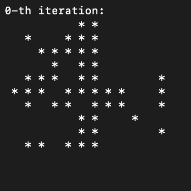 0-th iteration:
           * *
   *     * * *
     * * * * *
       *   * *
   * * *   * *         *
 * * *   * * * * *     *
   *   * *   * * *     *
           * *     *
           * *         *
   * *   * * *